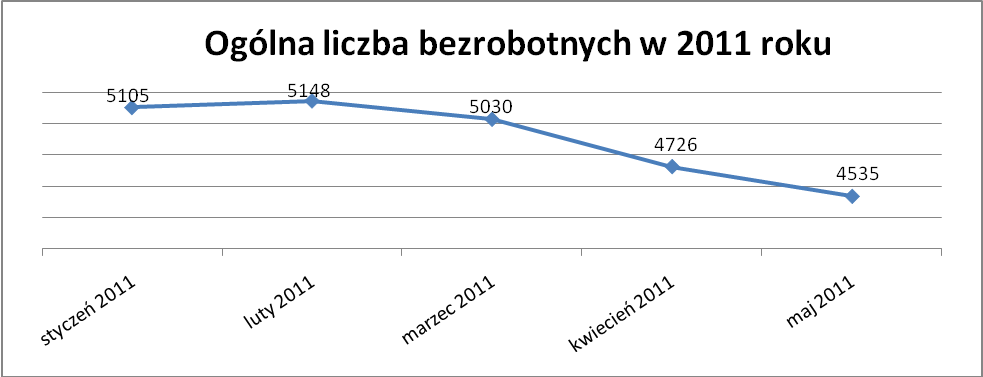 Ogólna liczba bezrobotnych w 2011 roku
5105
5148
5030
4726
4535
styczeń 2011
luty 2011
marzec 2011
kwiecień 2011
maj 2011